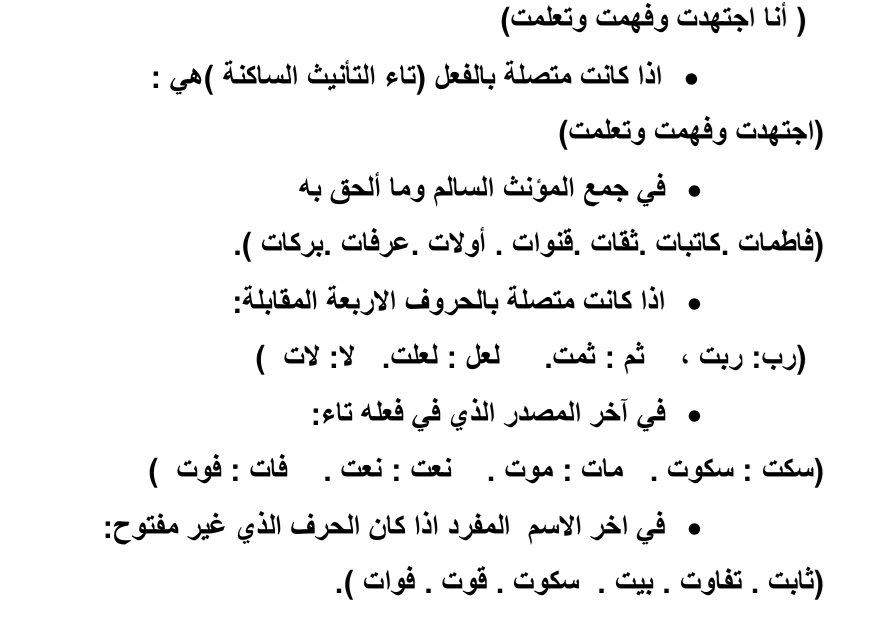 ( أنا اجتهدت وفهمت وتعلمت)
• اذا كانت متصلة بالفعل (تاء التأنيث الساكنة )هي :
(اجتهدت وفهمت وتعلمت)
• في جمع المؤنث السالم وما ألحق به
(فاطمات .كاتبات .ثقات .قنوات . أولات .عرفات .بركات ).
• اذا كانت متصلة بالحروف الاربعة المقابلة:
(رب: ربت ، ثم : ثمت. لعل : لعلت. لا: لات )
• في آخر المصدر الذي في فعله تاء:
(سكت : سكوت . مات : موت . نعت : نعت . فات : فوت )
• في اخر الاسم المفرد اذا كان الحرف الذي غير مفتوح:
(ثابت . تفاوت . بيت . سكوت . قوت . فوات ).